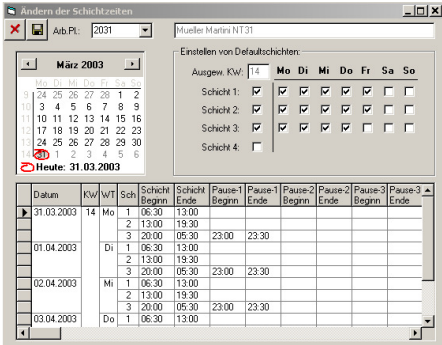 Ändern der Schichtzeiten
Arb.Pl.: 2031 Mueller Martini NT31
März 2003
Mo Di Mi Do Fr Sa So
9 24 25 26 27 28 1 2
10 3 4 5 6 7 8 9
11 10 11 12 13 14 15 16
12 17 18 19 20 21 22 23
13 24 25 26 27 28 29 30
14 31 1 2 3 4 5 6
Heute: 31.03.2003
Einstellen von Defaultschichten:
Ausgew. KW: 14 Mo Di Mi Do Fr Sa So
Schicht 1:
Schicht 2:
Schicht 3:
Schicht 4:
Datum KW WT Sch Schicht Beginn Schicht Ende Pause-1 Beginn Pause-1 Ende Pause-2 Beginn Pause-2 Ende Pause-3 Beginn Pause-3 Ende
31.03.2003 14 Mo 1 06:30 13:00
2 13:00 19:30
3 20:00 05:30 23:00 23:30
01.04.2003 Di 1 06:30 13:00
2 13:00 19:30
3 20:00 05:30 23:00 23:30
02.04.2003 Mi 1 06:30 13:00
2 13:00 19:30
3 20:00 05:30 23:00 23:30
03.04.2003 Do 1 06:30 13:00